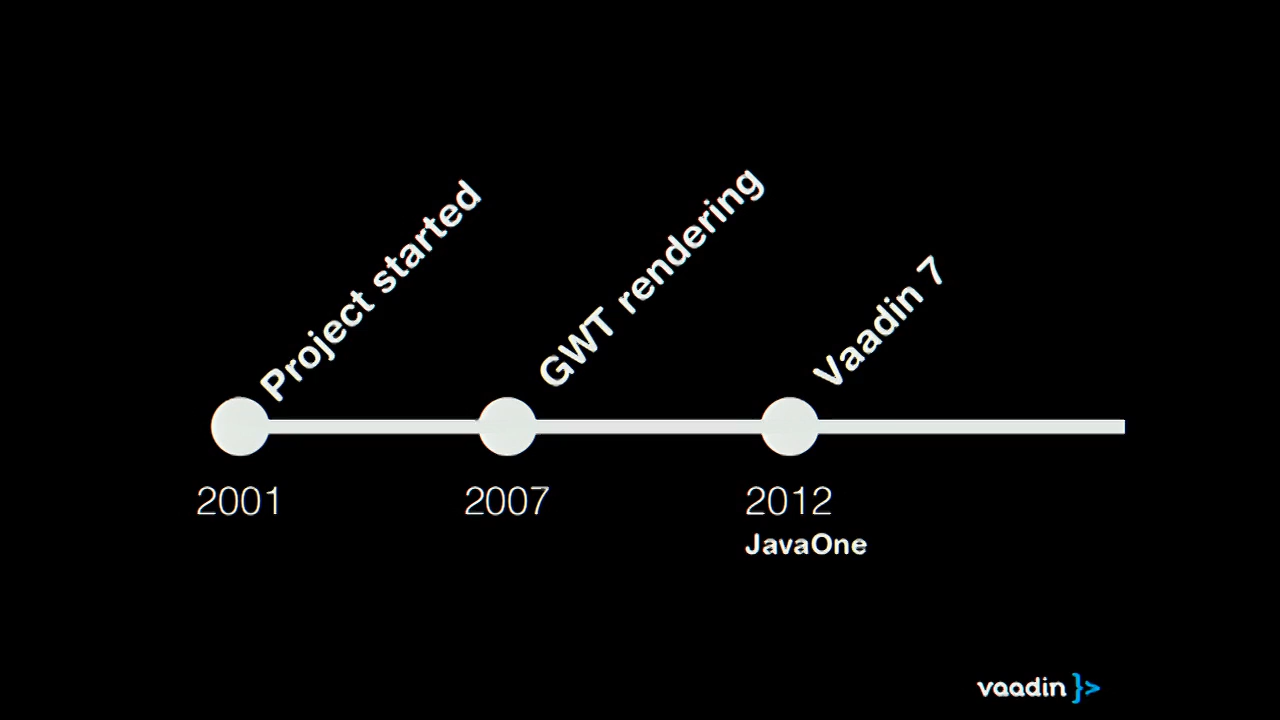 Project started
GWT rendering
Vaadin 7
2001
2007
2012
JavaOne
vaadin }>